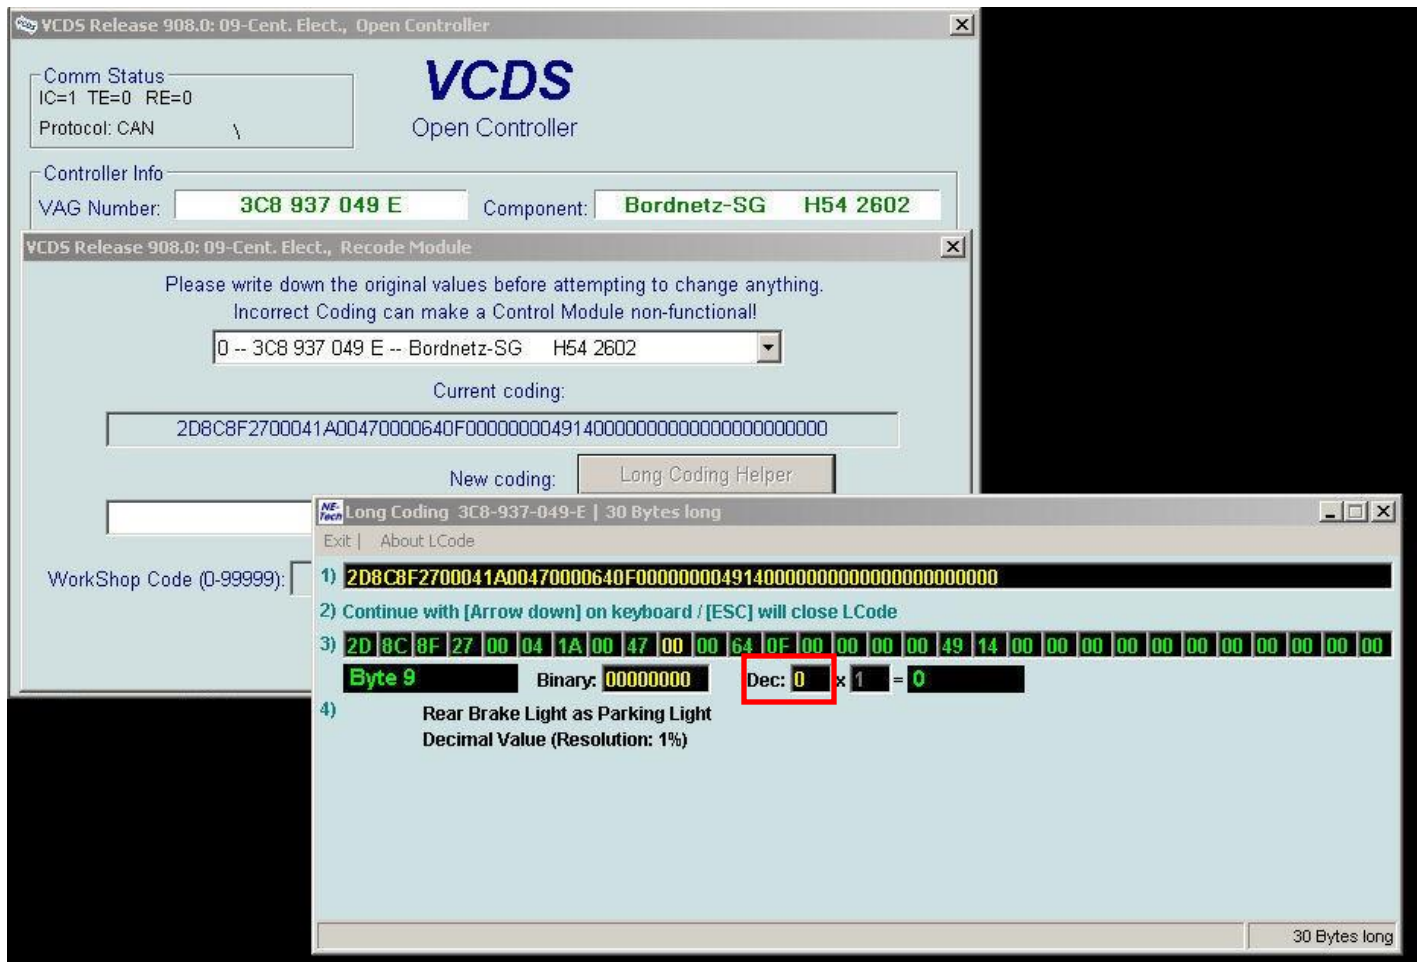 VCDS Release 908.0: 09-Cent. Elect., Open Controller
Comm Status
IC=1 TE=0 RE=0
Protocol: CAN \
VCDS
Open Controller
Controller Info
VAG Number: 3C8 937 049 E Component: Bordnetz-SG H54 2602
VCDS Release 908.0: 09-Cent. Elect., Recode Module
Please write down the original values before attempting to change anything.
Incorrect Coding can make a Control Module non-functional!
0 -- 3C8 937 049 E -- Bordnetz-SG H54 2602
Current coding:
2D8C8F2700041A00470000640F00000000491400000000000000000000
New coding: Long Coding Helper
WorkShop Code (0-99999):
NE-Tech Long Coding 3C8-937-049-E | 30 Bytes long
Exit | About LCode
1) 2D8C8F2700041A00470000640F00000000491400000000000000000000
2) Continue with [Arrow down] on keyboard / [ESC] will close LCode
3) 2D 8C 8F 27 00 04 1A 00 47 00 00 64 0F 00 00 00 00 49 14 00 00 00 00 00 00 00 00 00 00 00
Byte 9 Binary: 00000000 Dec: 0 x 1 = 0
4) Rear Brake Light as Parking Light
Decimal Value (Resolution: 1%)
30 Bytes long